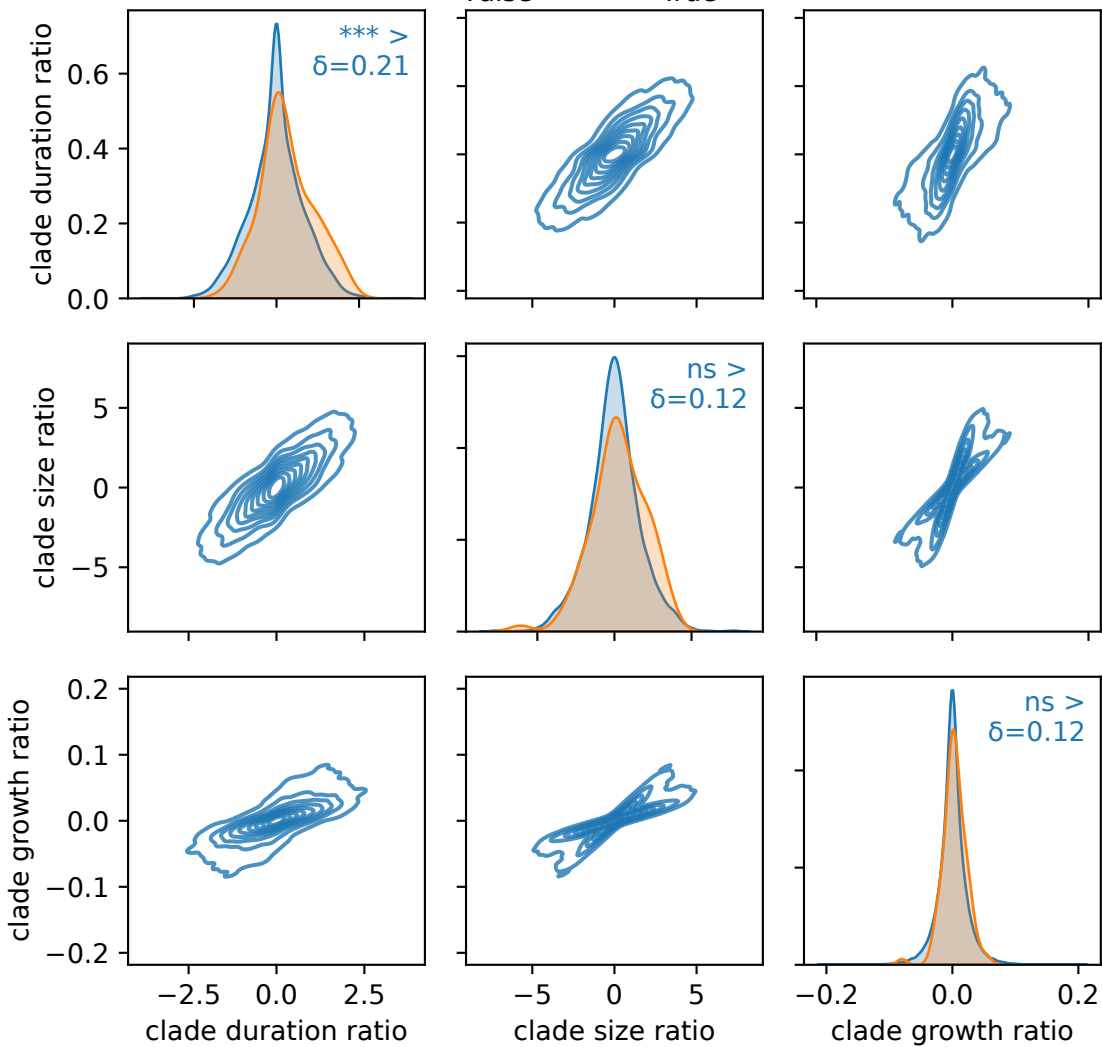 clade duration ratio
0.6
0.4
0.2
0.0
*** >
δ=0.21
clade size ratio
5
0
−5
ns >
δ=0.12
clade growth ratio
0.2
0.1
0.0
−0.1
−0.2
ns >
δ=0.12
−2.5 0.0 2.5
−5 0 5
−0.2 0.0 0.2
clade duration ratio
clade size ratio
clade growth ratio